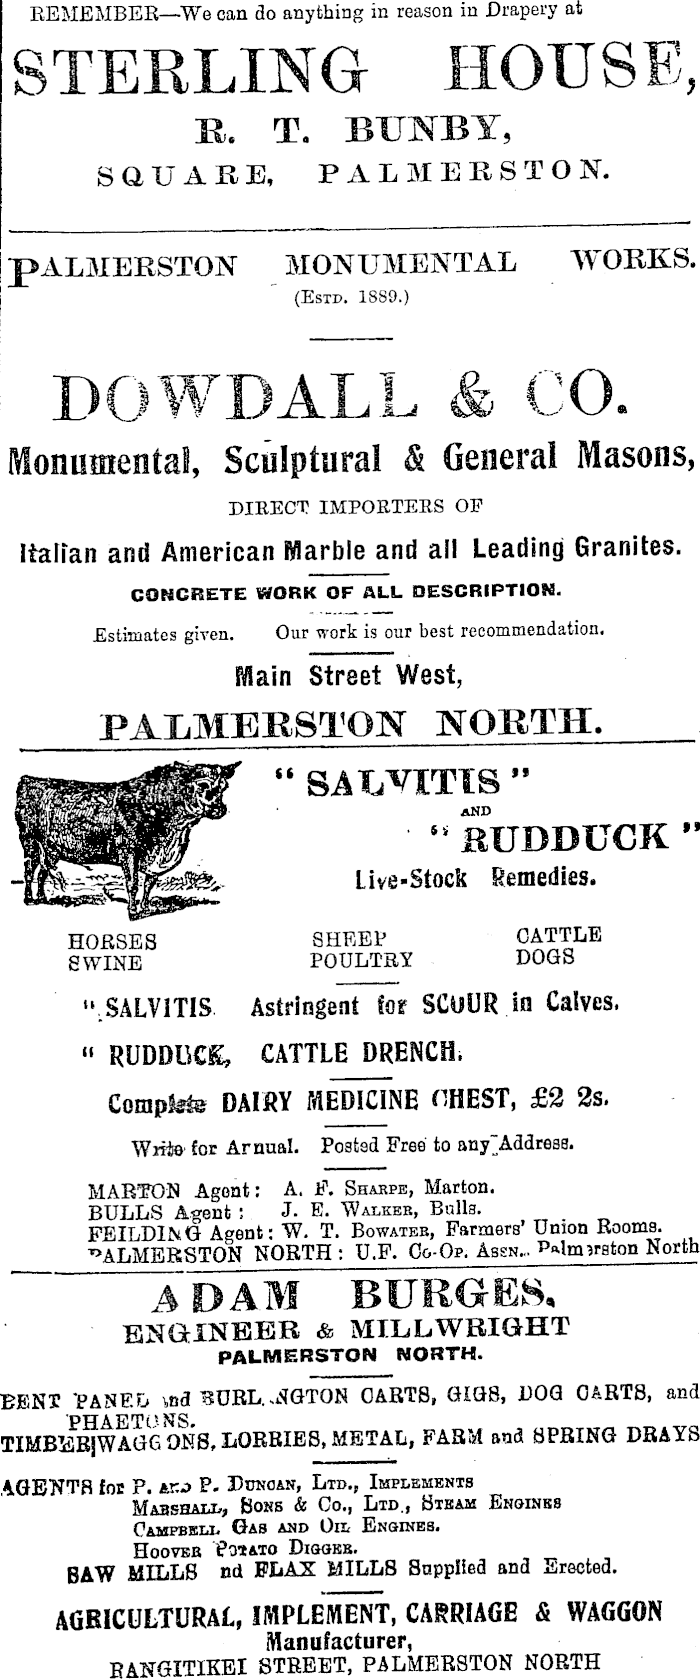 REMEMBER—We can do anything in reason in Drapery at
STERLING HOUSE,
R. T. BUNBY,
SQUARE, PALMERSTON.
PALMERSTON MONUMENTAL WORKS.
(ESTD. 1889.)
DOWDALL & CO.
Monumental, Sculptural & General Masons,
DIRECT IMPORTERS OF
Italian and American Marble and all Leading Granites.
CONCRETE WORK OF ALL DESCRIPTION.
Estimates given. Our work is our best recommendation.
Main Street West,
PALMERSTON NORTH.
"SALVITIS"
AND
"RUDDUCK"
Live-Stock Remedies.
HORSES SHEEP CATTLE
SWINE POULTRY DOGS
"SALVITIS Astringent for SCOUR in Calves.
"RUDDUCK, CATTLE DRENCH.
Complete DAIRY MEDICINE CHEST, £2 2s.
Write for Annual. Posted Free to any Address.
MARTON Agent: A. F. SHARPE, Marton.
BULLS Agent: J. E. WALKER, Bulls.
FEILDING Agent: W. T. BOWATER, Farmers' Union Rooms.
PALMERSTON NORTH: U.F. CO-OP. ASSN., Palmerston North
ADAM BURGES,
ENGINEER & MILLWRIGHT
PALMERSTON NORTH.
BENT PANEL and BURLINGTON CARTS, GIGS, DOG CARTS, and
PHAETONS.
TIMBER WAGGONS, LORRIES, METAL, FARM and SPRING DRAYS
AGENTS for P. and P. DUNCAN, LTD., IMPLEMENTS
MARSHALL, SONS & CO., LTD., STEAM ENGINES
CAMPBELL GAS AND OIL ENGINES.
HOOVER POTATO DIGGER.
SAW MILLS nd FLAX MILLS Supplied and Erected.
AGRICULTURAL, IMPLEMENT, CARRIAGE & WAGGON
Manufacturer,
RANGITIKEI STREET, PALMERSTON NORTH